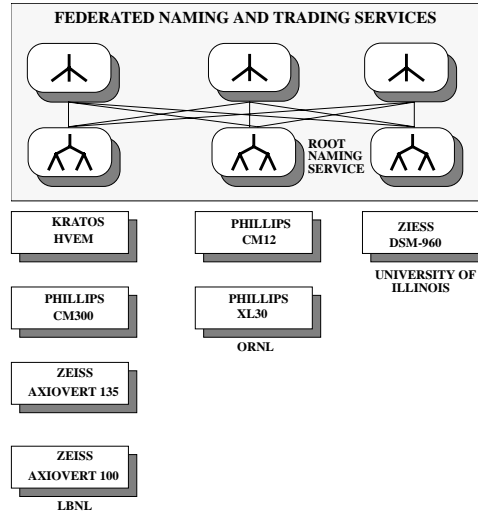 FEDERATED NAMING AND TRADING SERVICES
ROOT
NAMING
SERVICE
KRATOS
HVEM
PHILLIPS
CM12
ZIESS
DSM-960
UNIVERSITY OF
ILLINOIS
PHILLIPS
CM300
PHILLIPS
XL30
ORNL
ZEISS
AXIOVERT 135
ZEISS
AXIOVERT 100
LBNL